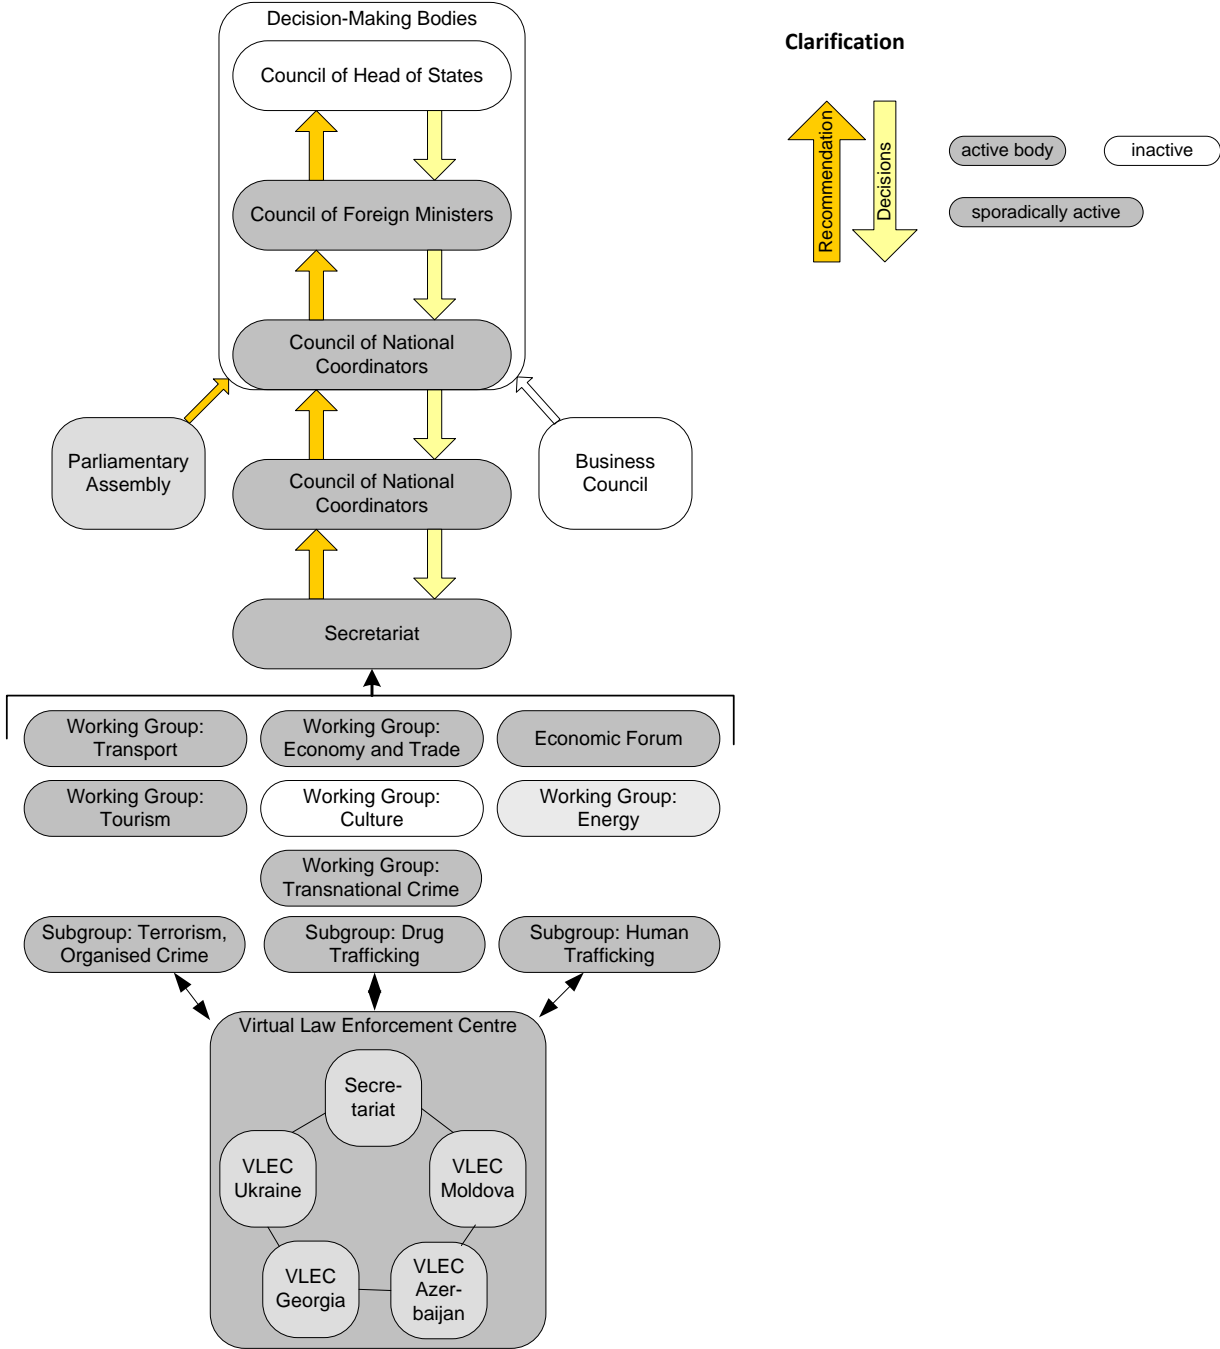 Decision-Making Bodies
Council of Head of States
Council of Foreign Ministers
Council of National
Coordinators
Parliamentary
Assembly
Business
Council
Council of National
Coordinators
Secretariat
Clarification
Recommendation
Decisions
active body
inactive
sporadically active
Working Group:
Transport
Working Group:
Economy and Trade
Economic Forum
Working Group:
Tourism
Working Group:
Culture
Working Group:
Energy
Working Group:
Transnational Crime
Subgroup: Terrorism,
Organised Crime
Subgroup: Drug
Trafficking
Subgroup: Human
Trafficking
Virtual Law Enforcement Centre
Secre-
tariat
VLEC
Ukraine
VLEC
Moldova
VLEC
Georgia
VLEC
Azer-
baijan